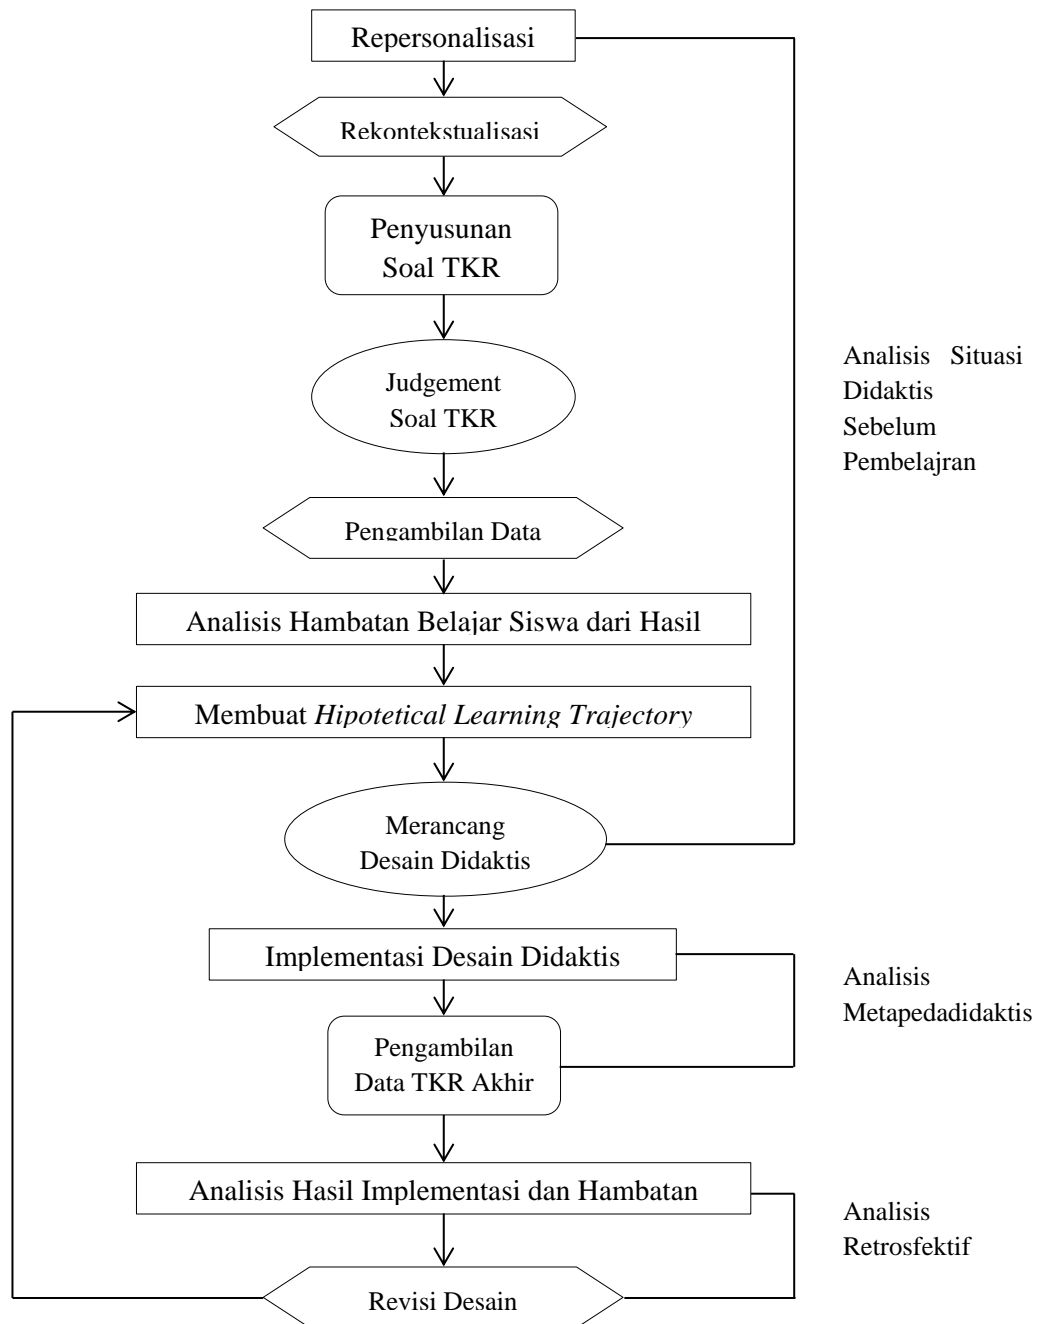 Repersonalisasi
Rekontekstualisasi
Penyusunan
Soal TKR
Judgement
Soal TKR
Analisis Situasi
Didaktis
Sebelum
Pembelajran
Pengambilan Data
Analisis Hambatan Belajar Siswa dari Hasil
Membuat Hipotetical Learning Trajectory
Merancang
Desain Didaktis
Implementasi Desain Didaktis
Analisis
Metapedadidaktis
Pengambilan
Data TKR Akhir
Analisis Hasil Implementasi dan Hambatan
Analisis
Retrosfektif
Revisi Desain